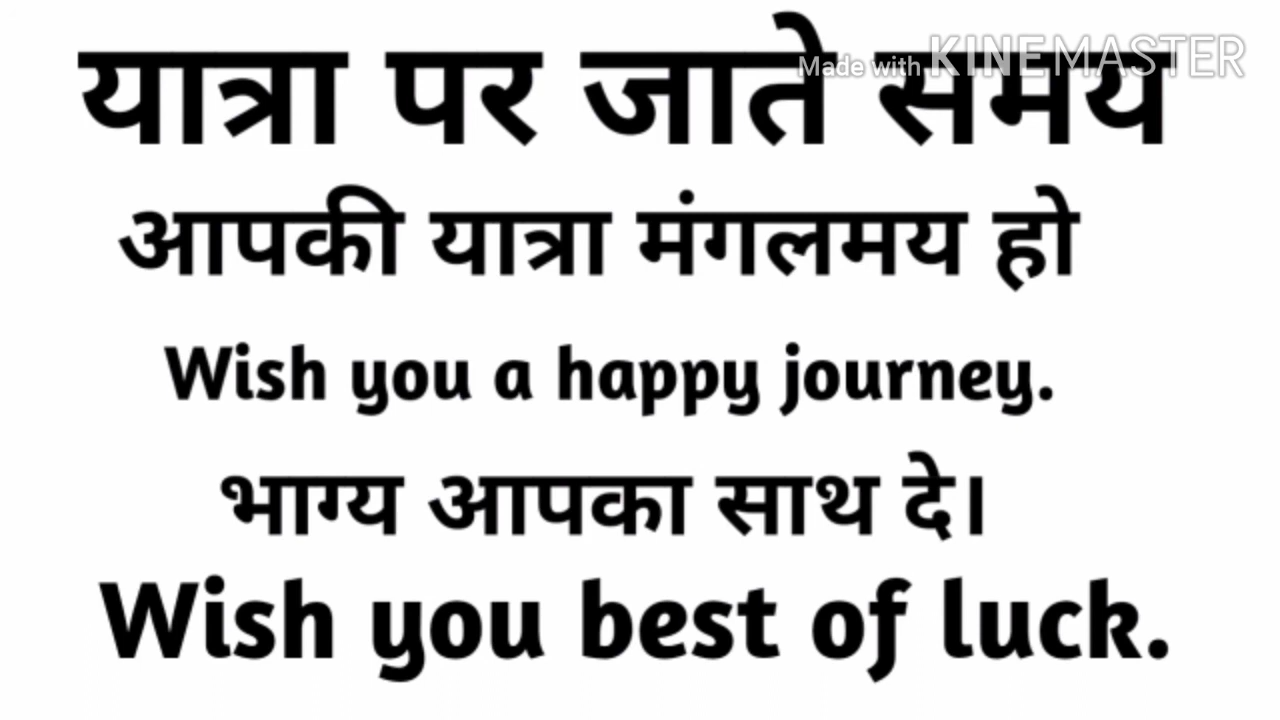 Made with KINEMASTER
यात्रा पर जाते समय
आपकी यात्रा मंगलमय हो
Wish you a happy journey.
भाग्य आपका साथ दे।
Wish you best of luck.